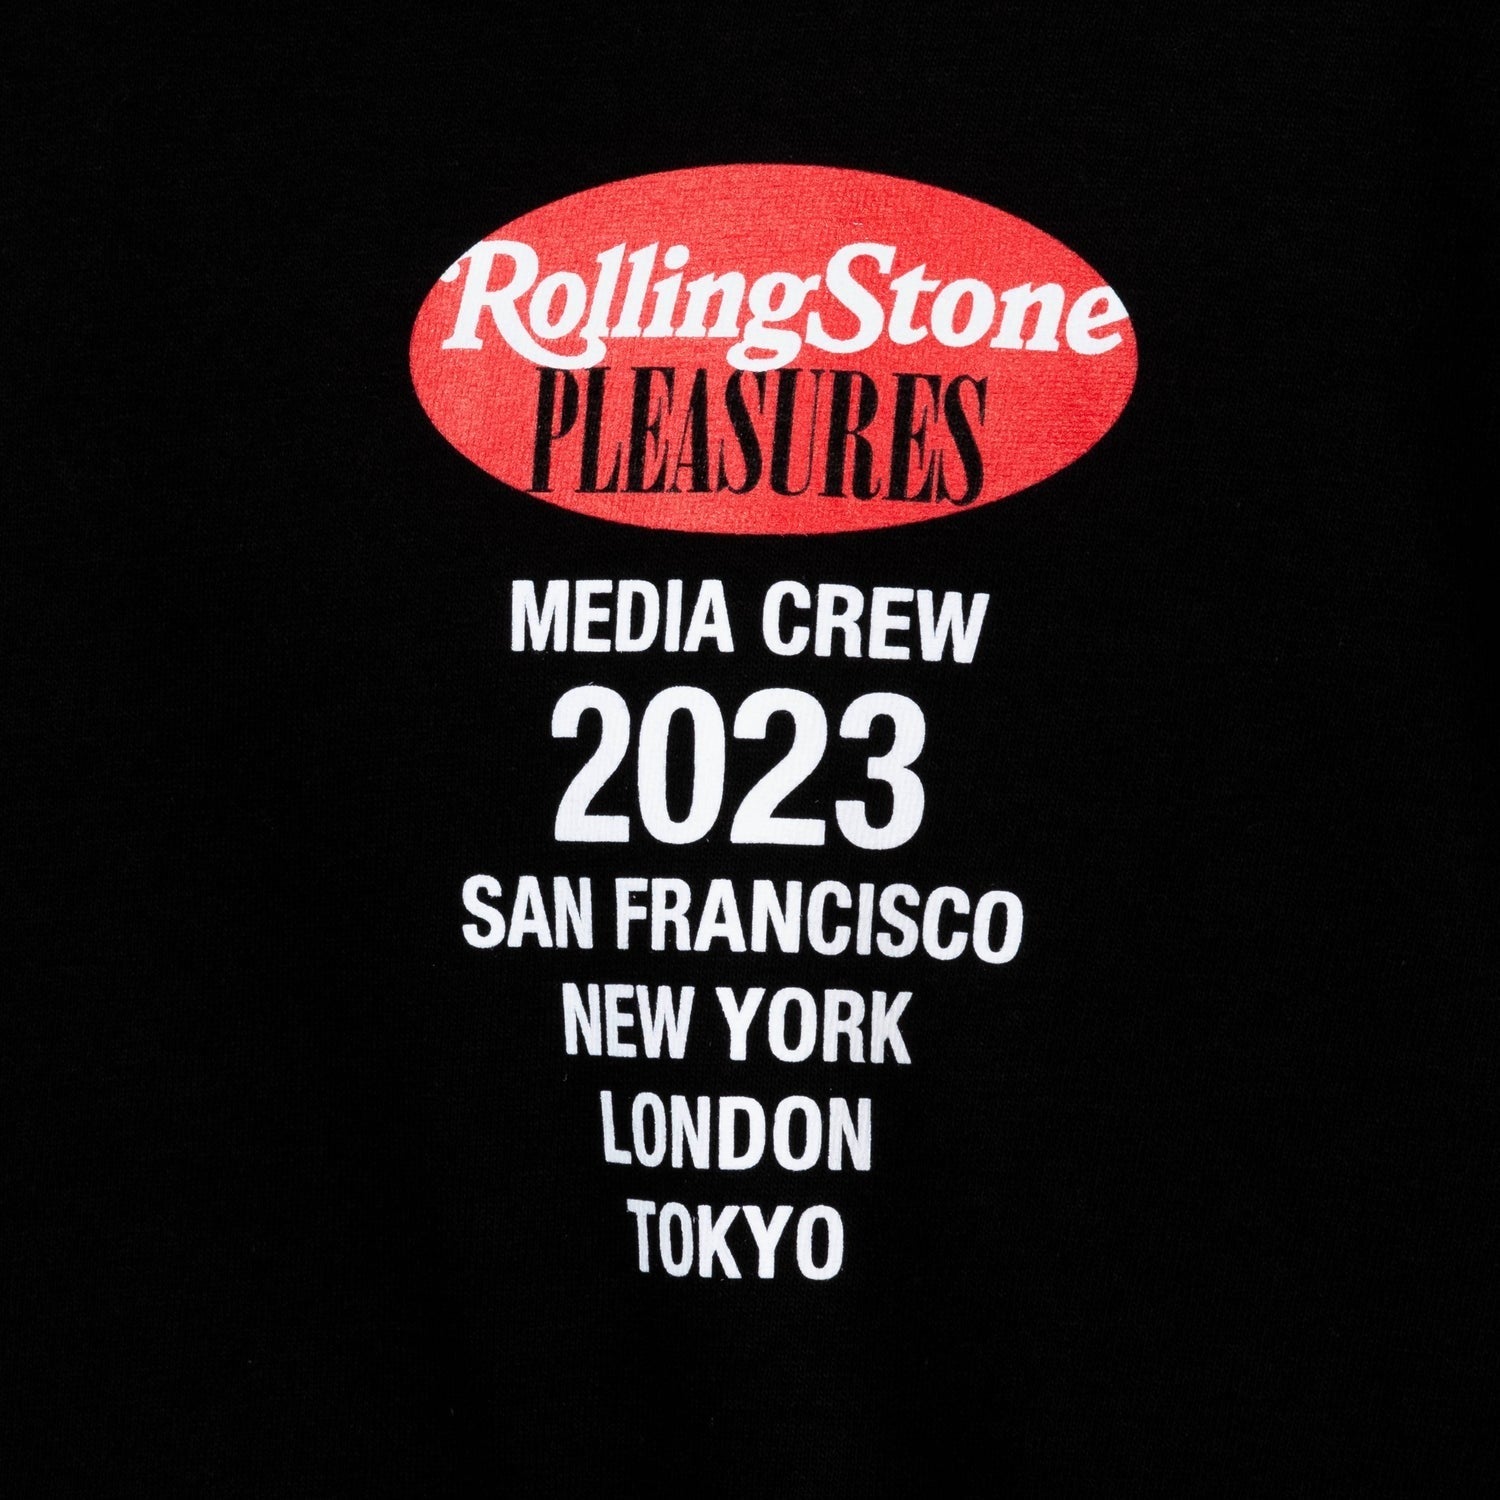 RollingStone
PLEASURES
MEDIA CREW
2023
SAN FRANCISCO
NEW YORK
LONDON
TOKYO